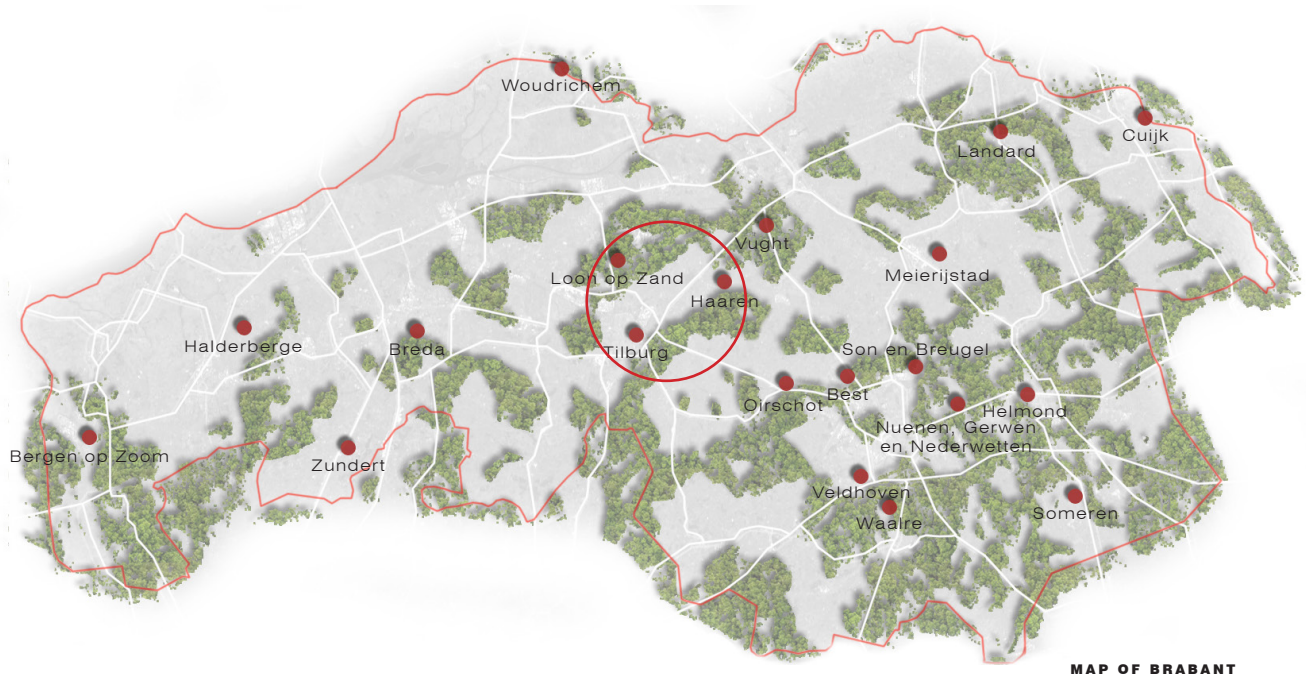 Woudrichem
Cuijk
Landard
Vught
Meierijstad
Loon op Zand
Haaren
Halderberge
Breda
Tilburg
Son en Breugel
Best
Oirschot
Helmond
Nuenen, Gerwen
en Nederwetten
Bergen op Zoom
Zundert
Veldhoven
Waalre
Someren
MAP OF BRABANT